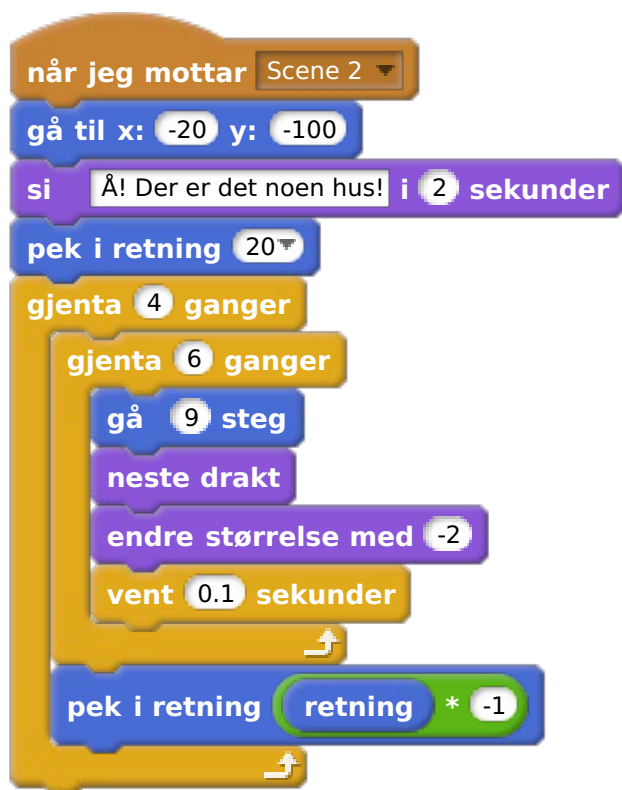 når jeg mottar Scene 2
gå til x: -20 y: -100
si Å! Der er det noen hus! i 2 sekunder
pek i retning 20
gjenta 4 ganger
gjenta 6 ganger
gå 9 steg
neste drakt
endre størrelse med -2
vent 0.1 sekunder
pek i retning retning * -1